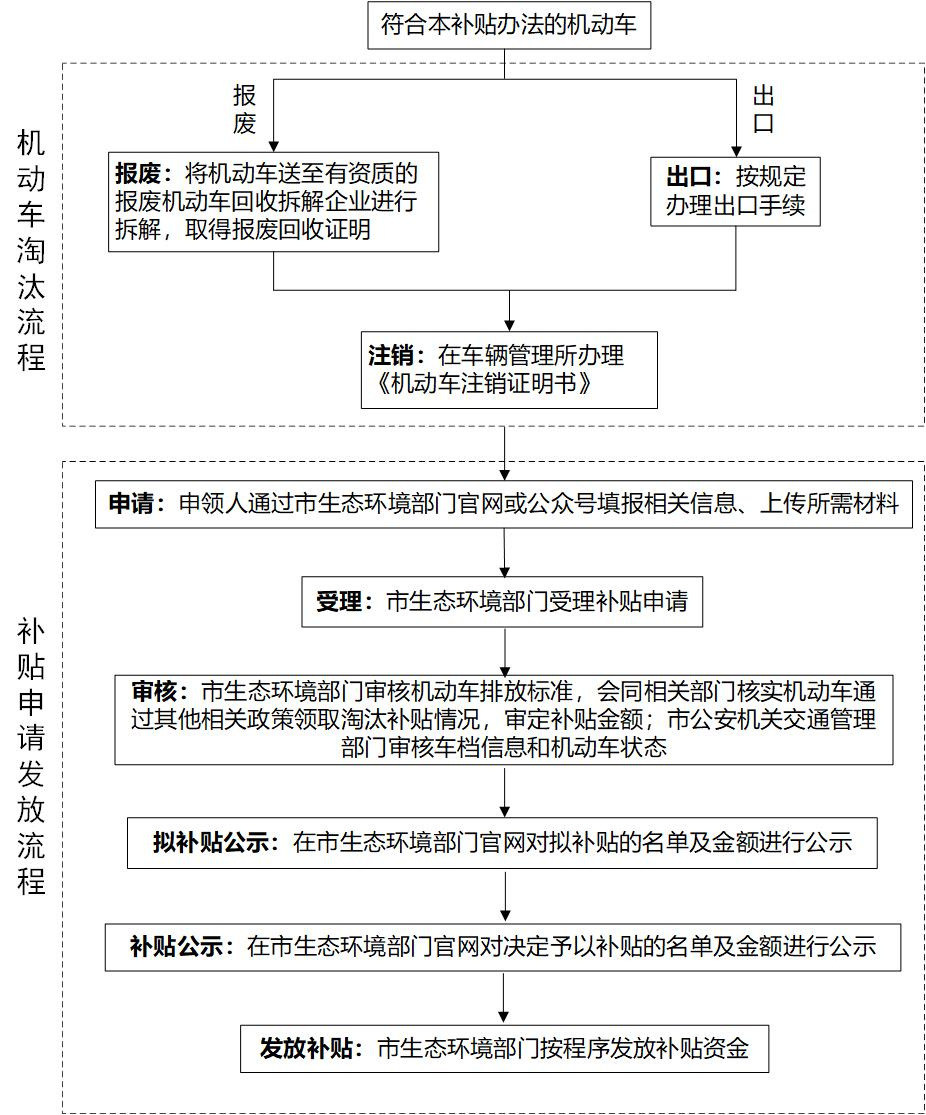 符合本补贴办法的机动车
机动车淘汰流程
报废
出口
报废：将机动车送至有资质的
报废机动车回收拆解企业进行
拆解，取得报废回收证明
出口：按规定
办理出口手续
注销：在车辆管理所办理
《机动车注销证明书》
补贴申请发放流程
申请：申领人通过市生态环境部门官网或公众号填报相关信息、上传所需材料
受理：市生态环境部门受理补贴申请
审核：市生态环境部门审核机动车排放标准，会同相关部门核实机动车通
过其他相关政策领取淘汰补贴情况，审定补贴金额；市公安机关交通管理
部门审核车档信息和机动车状态
拟补贴公示：在市生态环境部门官网对拟补贴的名单及金额进行公示
补贴公示：在市生态环境部门官网对决定予以补贴的名单及金额进行公示
发放补贴：市生态环境部门按程序发放补贴资金